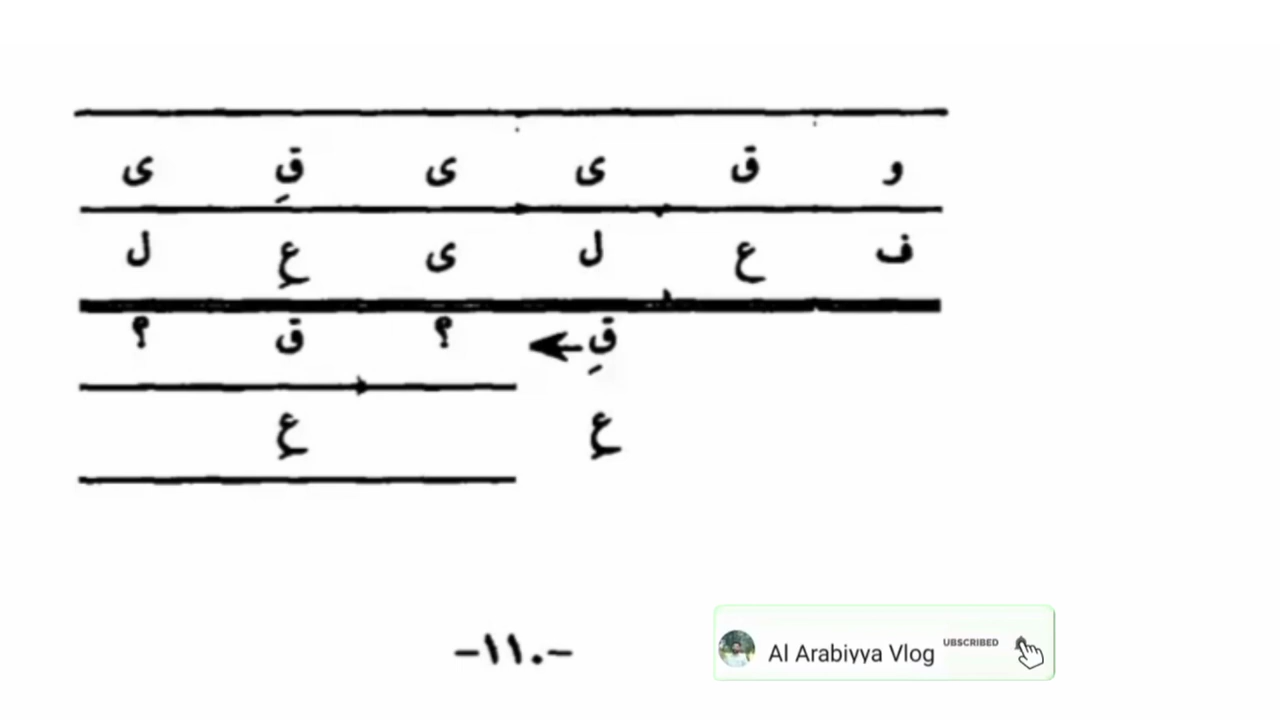 و ق ى ى قِ ى
ف ع ل ى عِ ل
قِ ؟ ق ؟
عِ عِ
-١١٠-
Al Arabiyya Vlog
UBSCRIBED